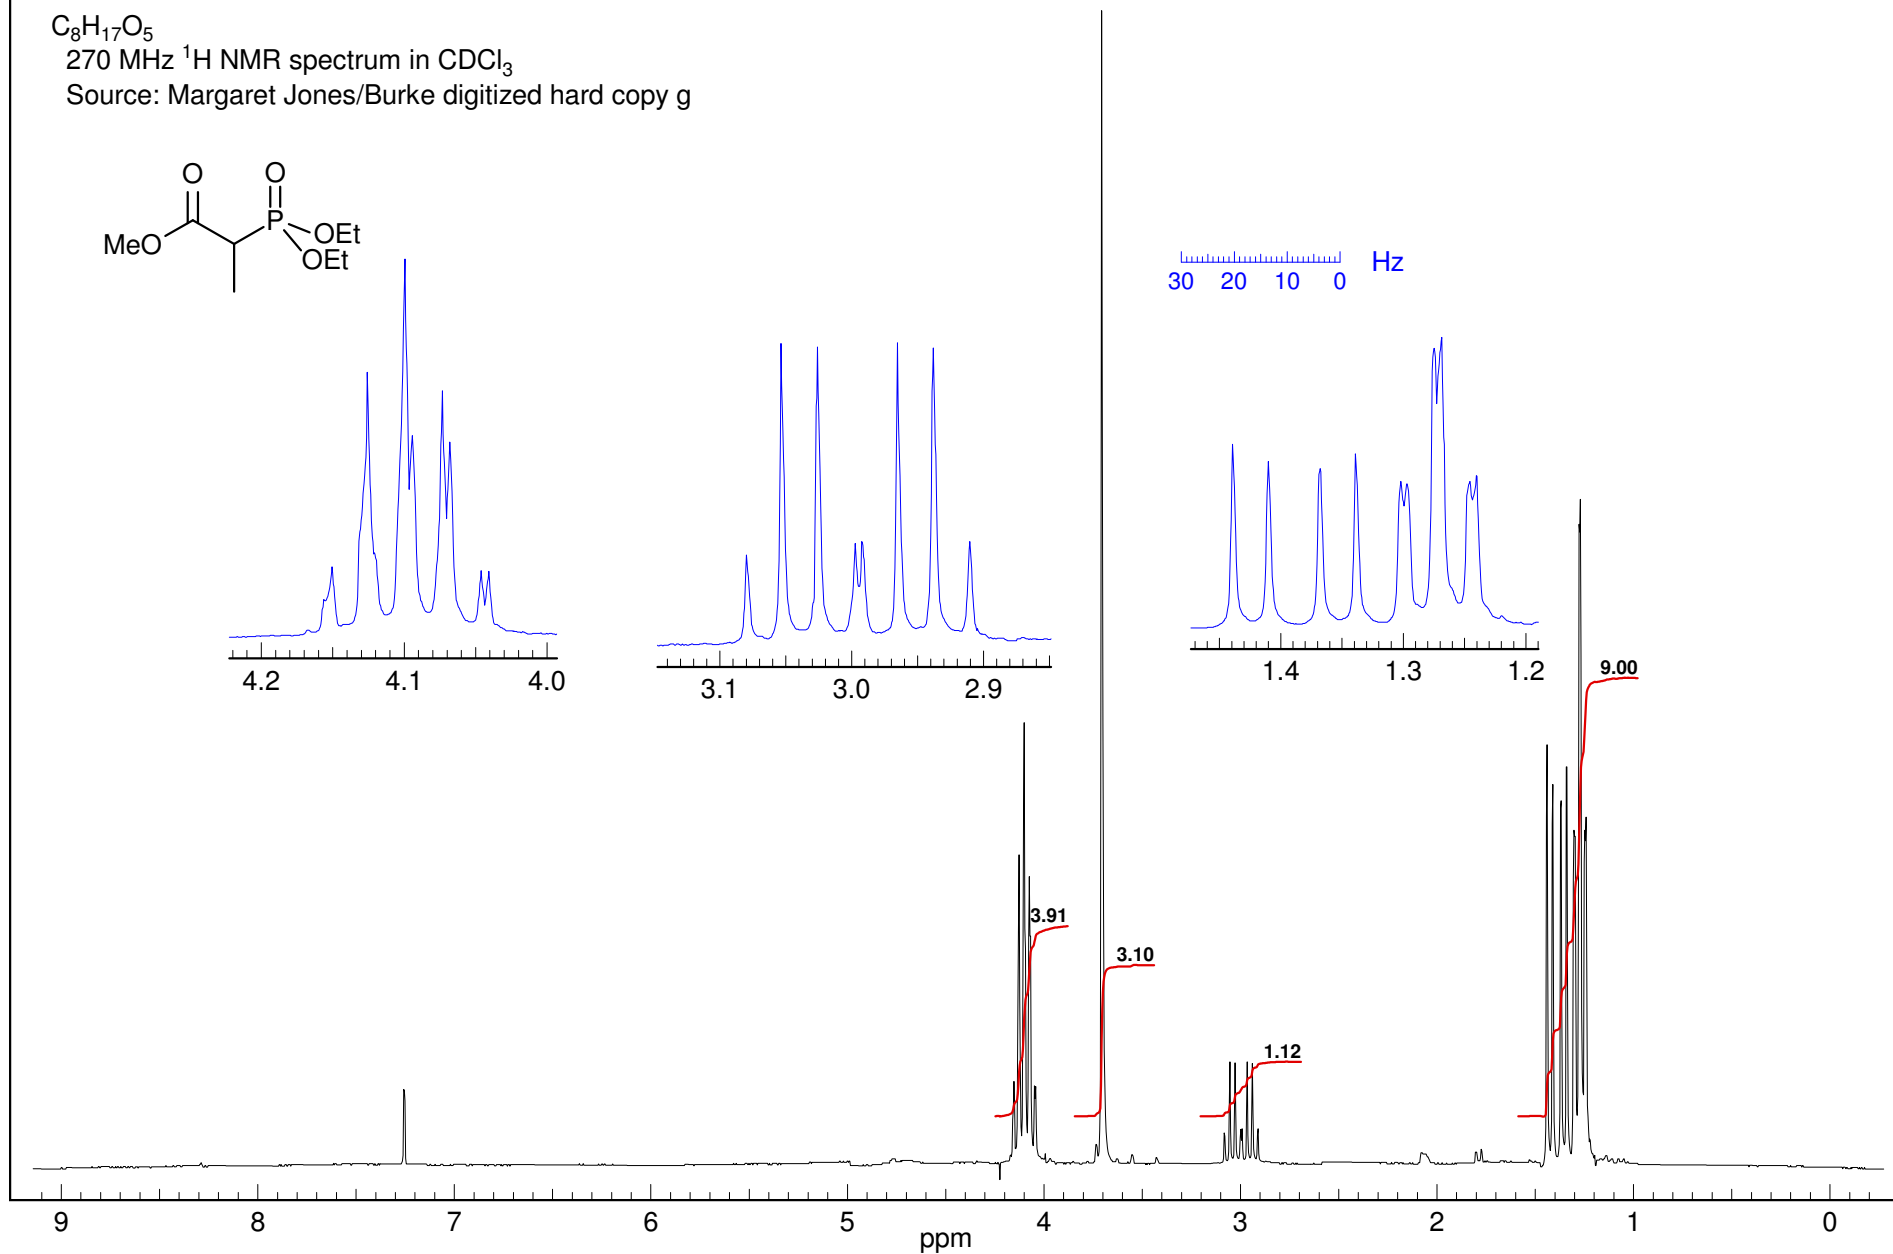 C₈H₁₇O₅
270 MHz ¹H NMR spectrum in CDCl₃
Source: Margaret Jones/Burke digitized hard copy g
O O
MeO P OEt
OEt
Hz
30 20 10 0
4.2 4.1 4.0
3.1 3.0 2.9
1.4 1.3 1.2
9.00
3.91
3.10
1.12
9 8 7 6 5 4 3 2 1 0
ppm